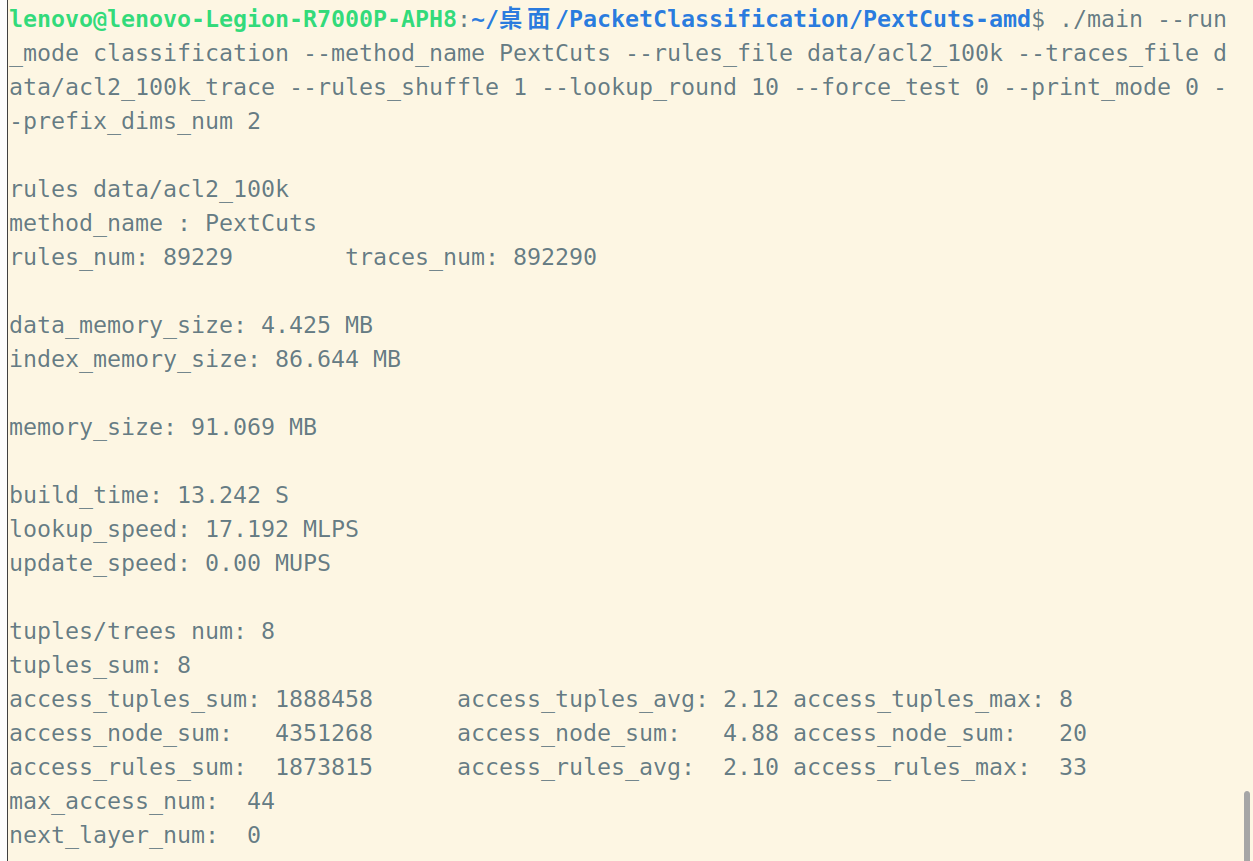 lenovo@lenovo-Legion-R7000P-APH8:~/桌面/PacketClassification/PextCuts-amd$ ./main --run
_mode classification --method_name PextCuts --rules_file data/acl2_100k --traces_file d
ata/acl2_100k_trace --rules_shuffle 1 --lookup_round 10 --force_test 0 --print_mode 0 -
-prefix_dims_num 2
rules data/acl2_100k
method_name : PextCuts
rules_num: 89229        traces_num: 892290
data_memory_size: 4.425 MB
index_memory_size: 86.644 MB
memory_size: 91.069 MB
build_time: 13.242 S
lookup_speed: 17.192 MLPS
update_speed: 0.00 MUPS
tuples/trees num: 8
tuples_sum: 8
access_tuples_sum: 1888458      access_tuples_avg: 2.12 access_tuples_max: 8
access_node_sum:   4351268      access_node_sum:   4.88 access_node_sum:   20
access_rules_sum:  1873815      access_rules_avg:  2.10 access_rules_max:  33
max_access_num:  44
next_layer_num:  0